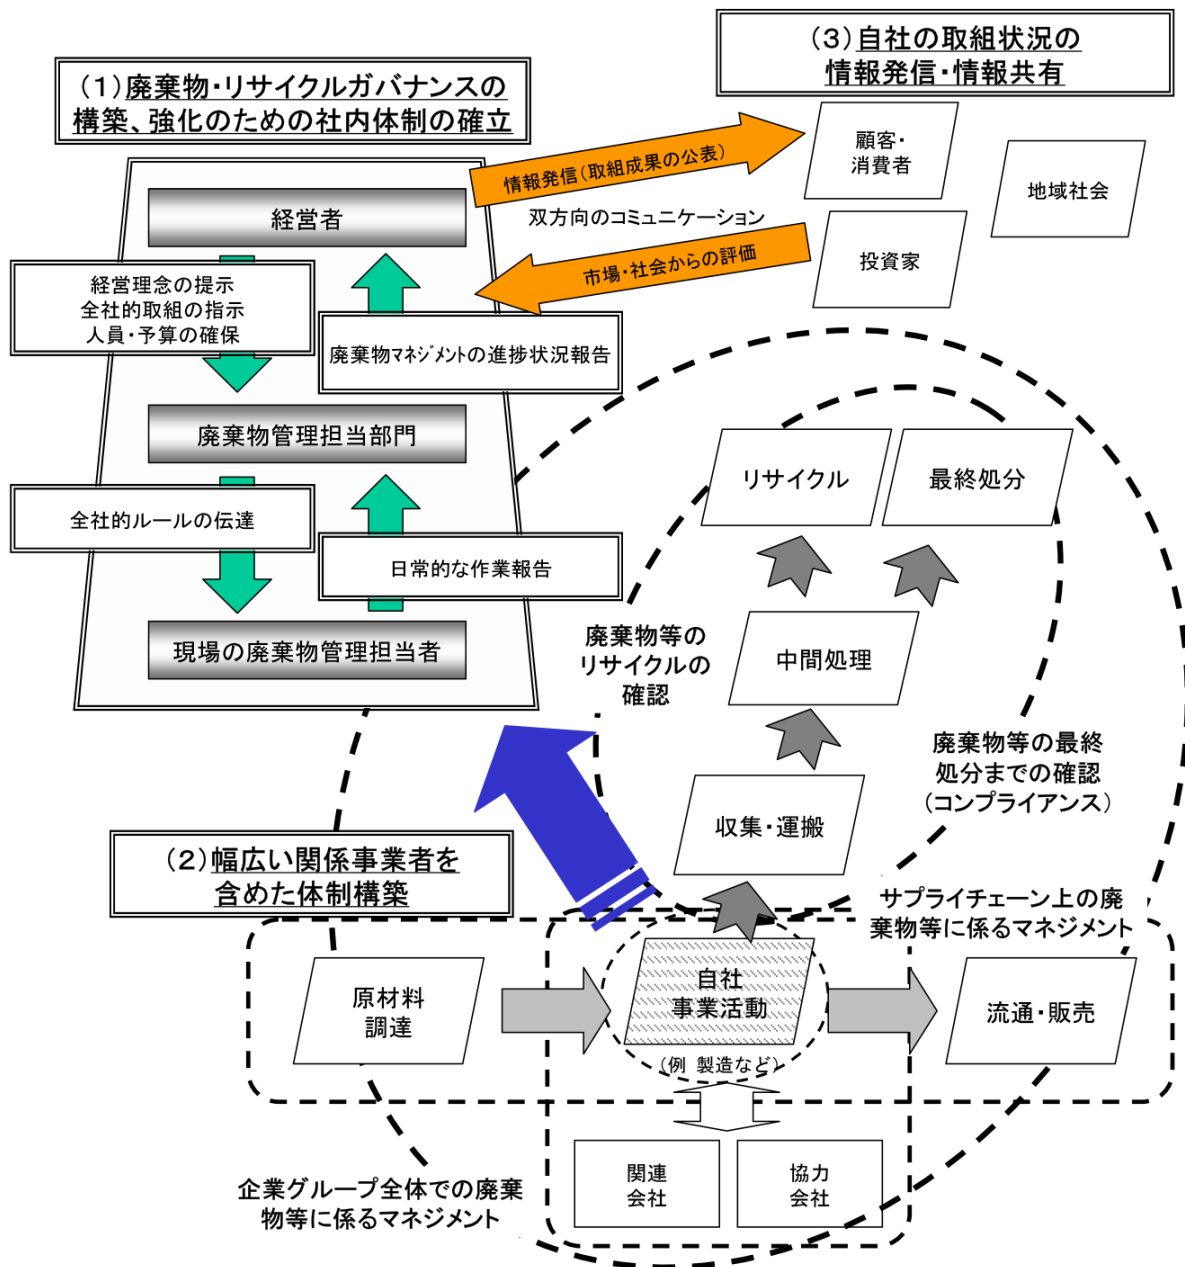 (1)廃棄物・リサイクルガバナンスの
構築、強化のための社内体制の確立
経営者
経営理念の提示
全社的取組の指示
人員・予算の確保
廃棄物マネジメントの進捗状況報告
廃棄物管理担当部門
全社的ルールの伝達
日常的な作業報告
現場の廃棄物管理担当者
情報発信(取組成果の公表)
双方向のコミュニケーション
市場・社会からの評価
(3)自社の取組状況の
情報発信・情報共有
顧客・
消費者
地域社会
投資家
リサイクル
最終処分
廃棄物等の
リサイクルの
確認
中間処理
廃棄物等の最終
処分までの確認
(コンプライアンス)
収集・運搬
(2)幅広い関係事業者を
含めた体制構築
サプライチェーン上の廃
棄物等に係るマネジメント
原材料
調達
自社
事業活動
(例 製造など)
流通・販売
関連
会社
協力
会社
企業グループ全体での廃棄
物等に係るマネジメント